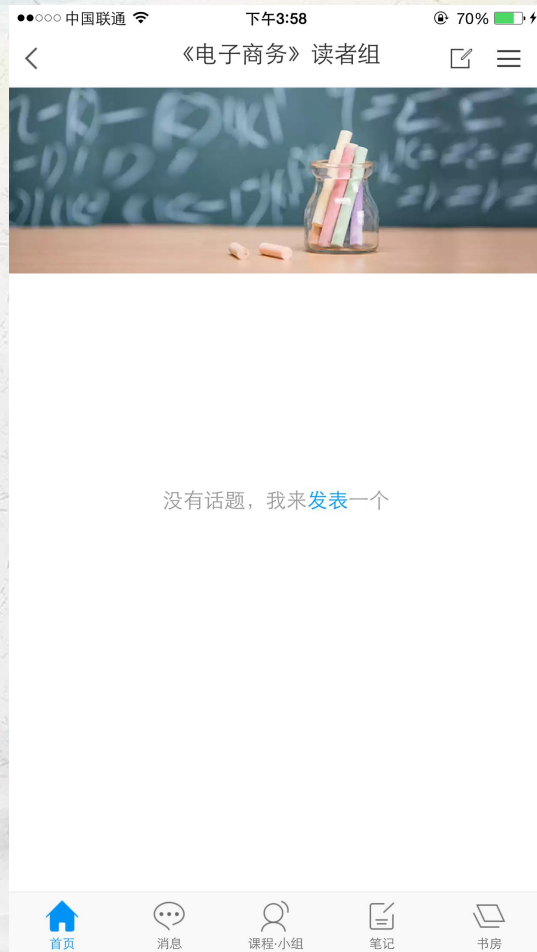 中国联通 下午3:58 70%
《电子商务》读者组
没有话题，我来发表一个
首页 消息 课程·小组 笔记 书房